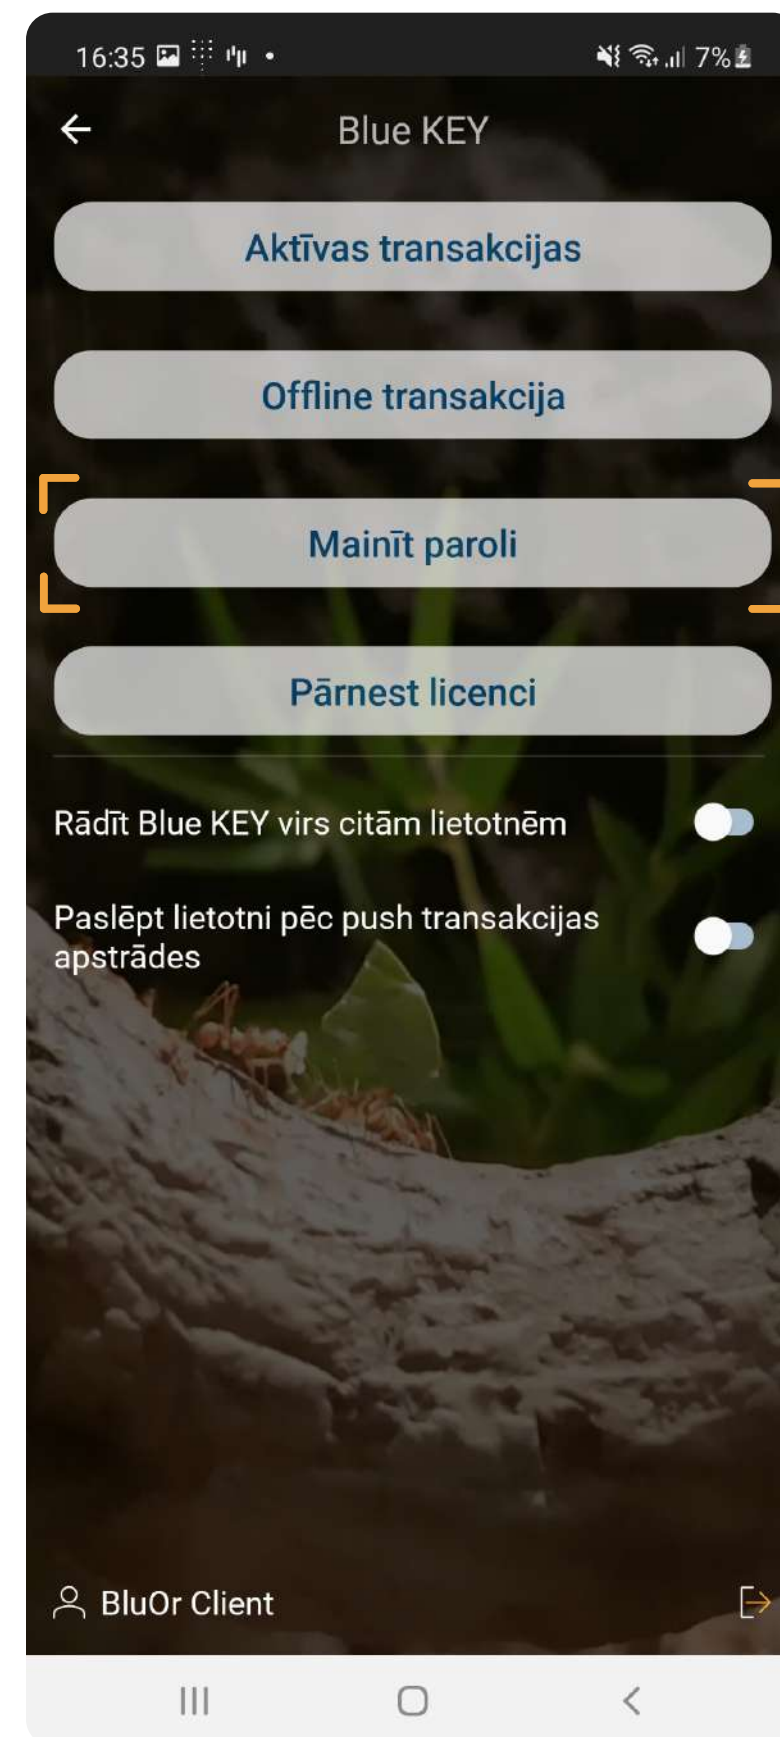 16:35
7%
Blue KEY
Aktīvas transakcijas
Offline transakcija
Mainīt paroli
Pārnest licenci
Rādīt Blue KEY virs citām lietotnēm
Paslēpt lietotni pēc push transakcijas
apstrādes
BluOr Client